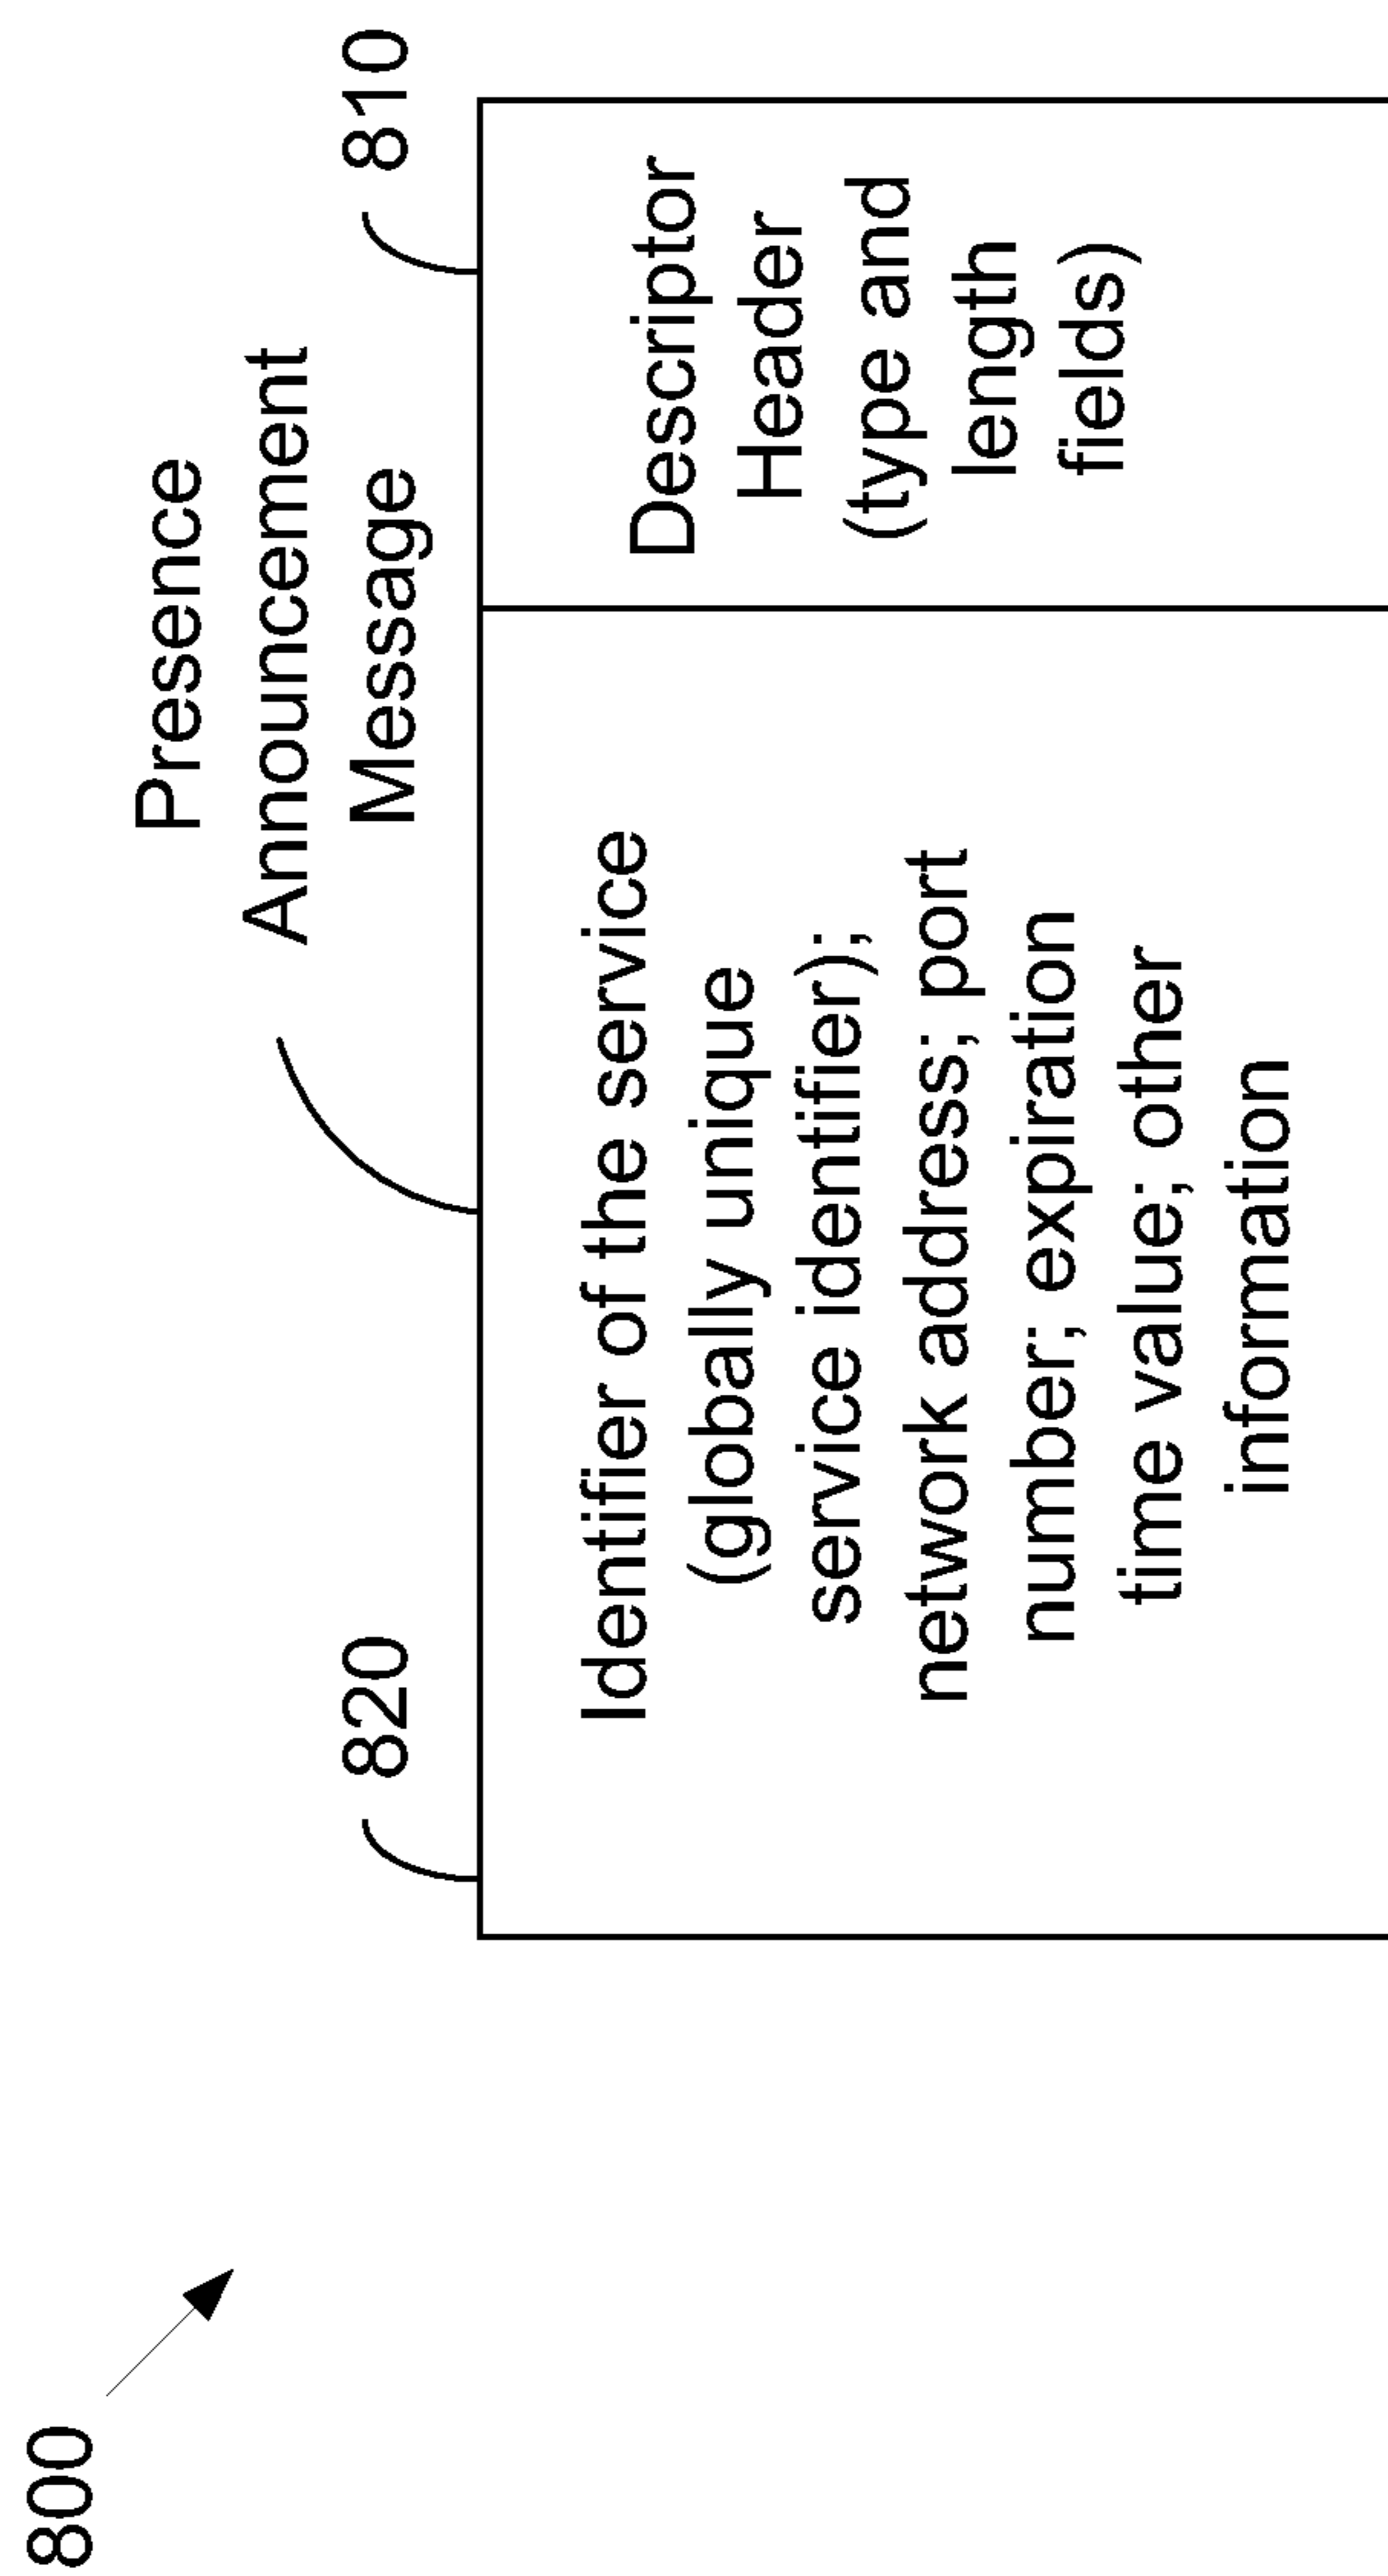 800
Presence
Announcement
Message
820
810
Identifier of the service
(globally unique
service identifier);
network address; port
number; expiration
time value; other
information
Descriptor
Header
(type and
length
fields)